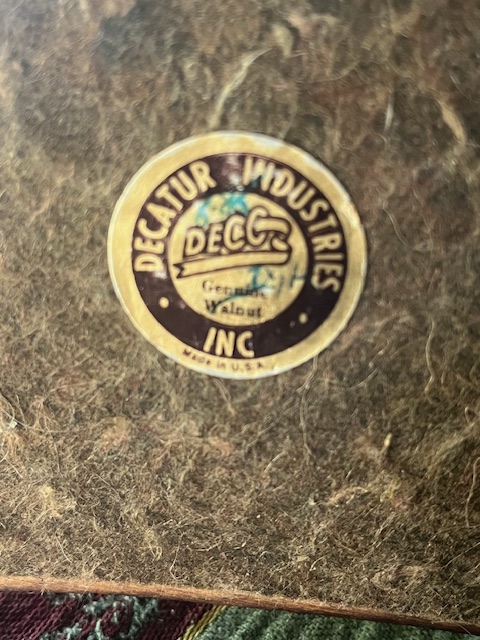 DECATUR INDUSTRIES
DECOR
Genuine
Walnut
INC
Made in U.S.A.